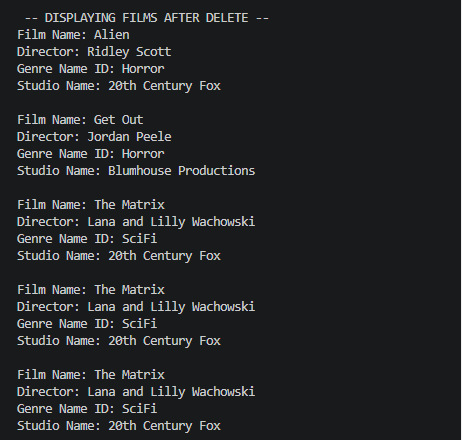 -- DISPLAYING FILMS AFTER DELETE --
Film Name: Alien
Director: Ridley Scott
Genre Name ID: Horror
Studio Name: 20th Century Fox

Film Name: Get Out
Director: Jordan Peele
Genre Name ID: Horror
Studio Name: Blumhouse Productions

Film Name: The Matrix
Director: Lana and Lilly Wachowski
Genre Name ID: SciFi
Studio Name: 20th Century Fox

Film Name: The Matrix
Director: Lana and Lilly Wachowski
Genre Name ID: SciFi
Studio Name: 20th Century Fox

Film Name: The Matrix
Director: Lana and Lilly Wachowski
Genre Name ID: SciFi
Studio Name: 20th Century Fox